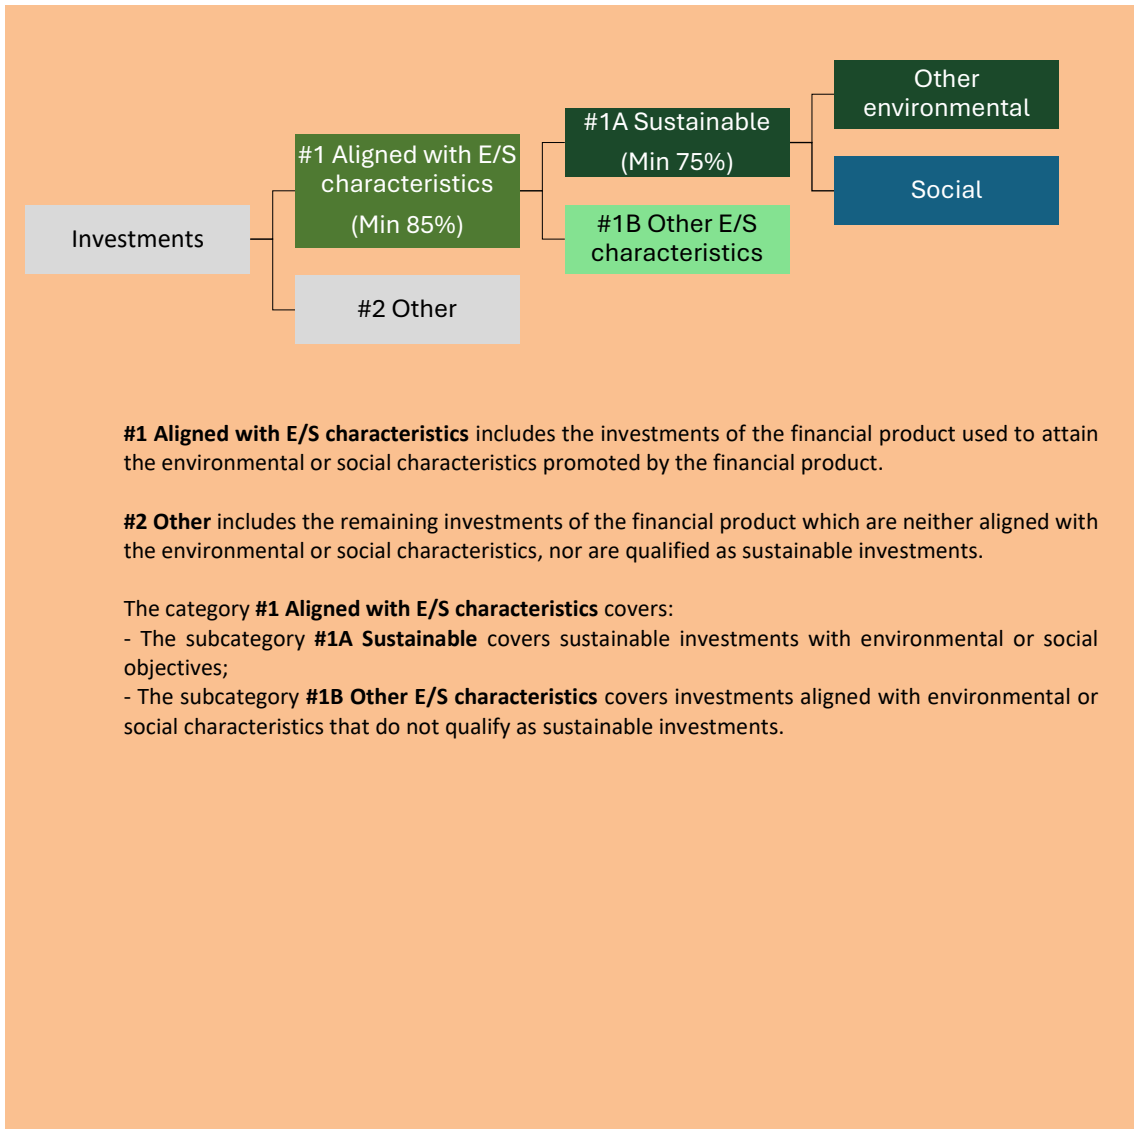 Other
environmental
#1A Sustainable
(Min 75%)
#1 Aligned with E/S
characteristics
(Min 85%)
Social
Investments
#1B Other E/S
characteristics
#2 Other
#1 Aligned with E/S characteristics includes the investments of the financial product used to attain
the environmental or social characteristics promoted by the financial product.
#2 Other includes the remaining investments of the financial product which are neither aligned with
the environmental or social characteristics, nor are qualified as sustainable investments.
The category #1 Aligned with E/S characteristics covers:
- The subcategory #1A Sustainable covers sustainable investments with environmental or social
objectives;
- The subcategory #1B Other E/S characteristics covers investments aligned with environmental or
social characteristics that do not qualify as sustainable investments.